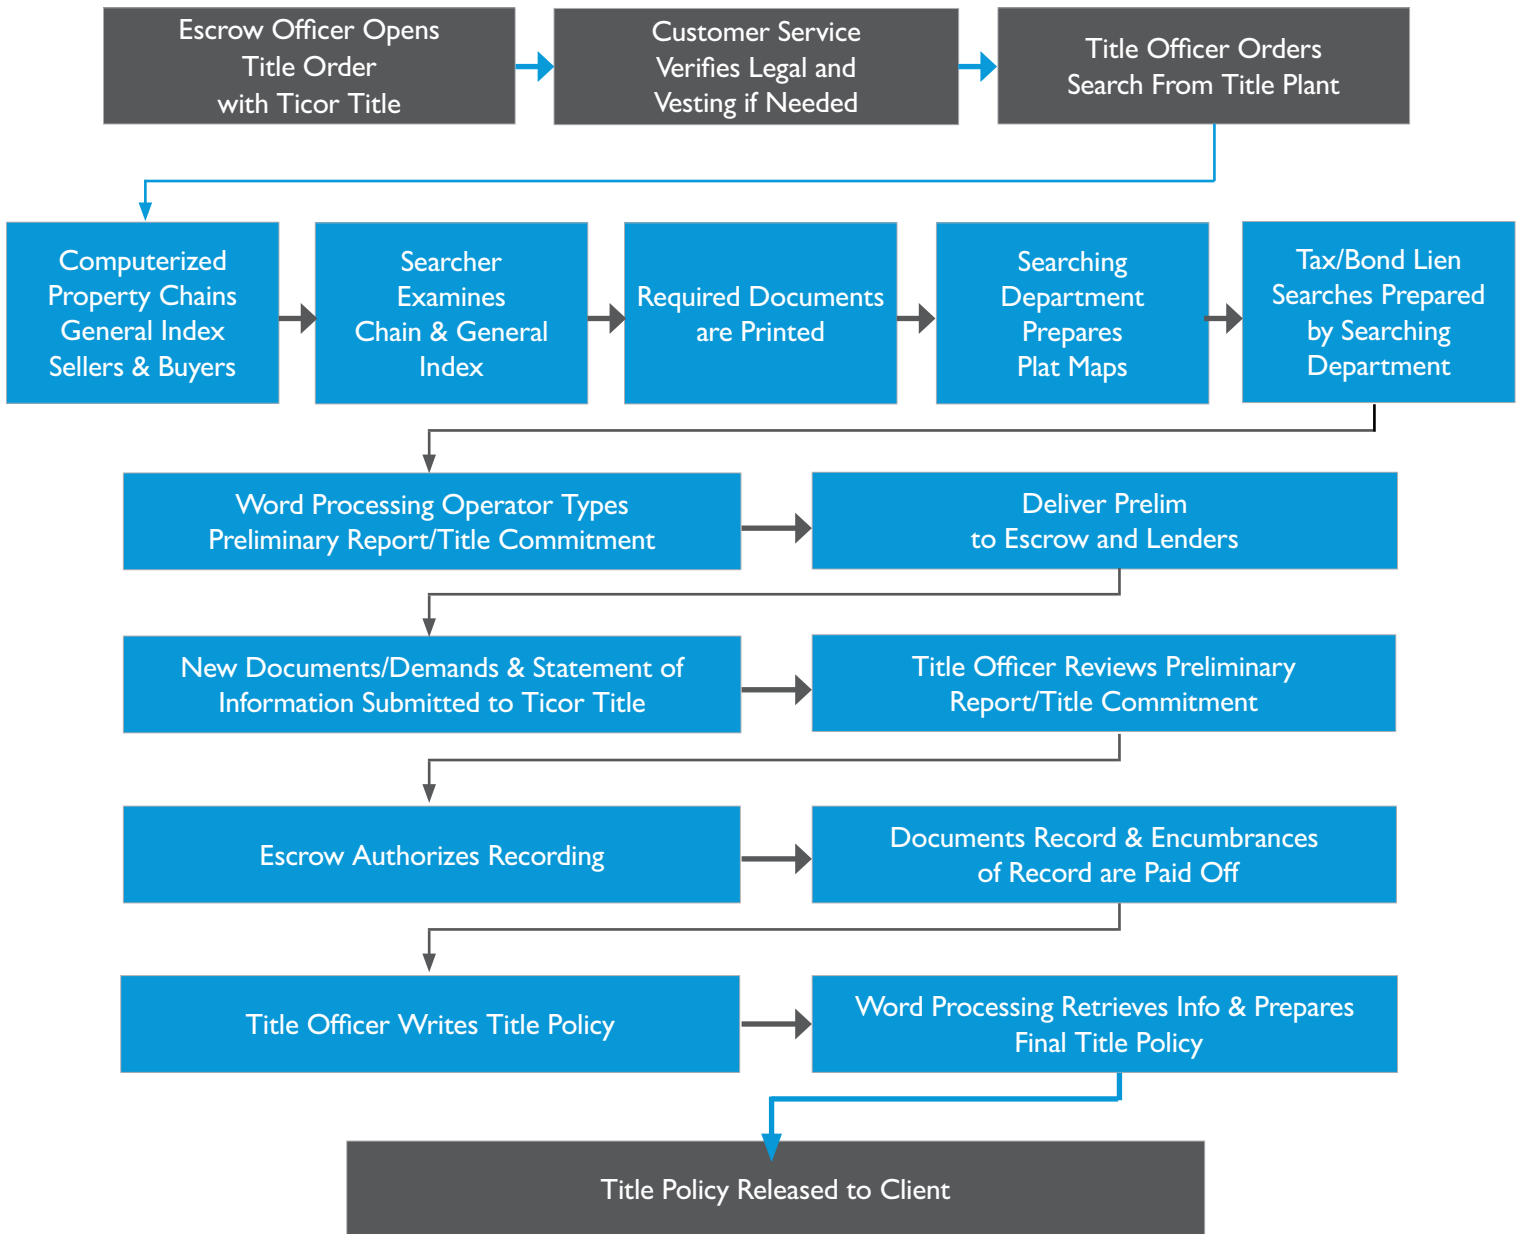 Escrow Officer Opens
Title Order
with Ticor Title
Customer Service
Verifies Legal and
Vesting if Needed
Title Officer Orders
Search From Title Plant
Computerized
Property Chains
General Index
Sellers & Buyers
Searcher
Examines
Chain & General
Index
Required Documents
are Printed
Searching
Department
Prepares
Plat Maps
Tax/Bond Lien
Searches Prepared
by Searching
Department
Word Processing Operator Types
Preliminary Report/Title Commitment
Deliver Prelim
to Escrow and Lenders
New Documents/Demands & Statement of
Information Submitted to Ticor Title
Title Officer Reviews Preliminary
Report/Title Commitment
Escrow Authorizes Recording
Documents Record & Encumbrances
of Record are Paid Off
Title Officer Writes Title Policy
Word Processing Retrieves Info & Prepares
Final Title Policy
Title Policy Released to Client